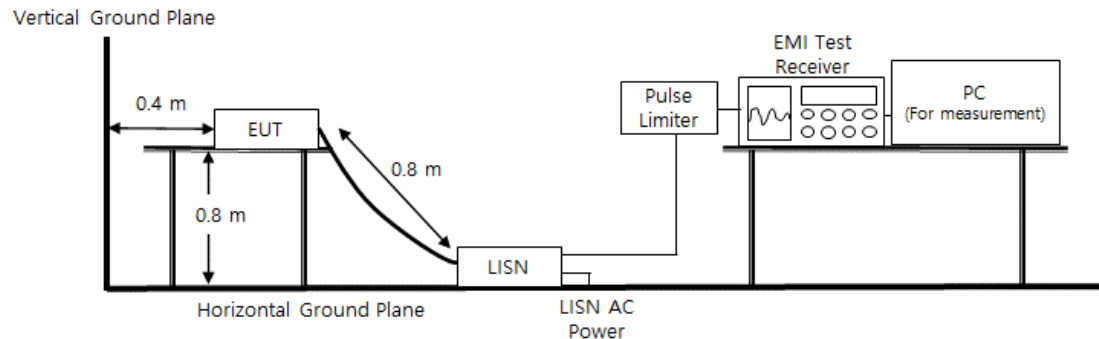 Vertical Ground Plane
EMI Test
Receiver
0.4 m
EUT
Pulse
Limiter
PC
(For measurement)
0.8 m
0.8 m
LISN
Horizontal Ground Plane
LISN AC
Power